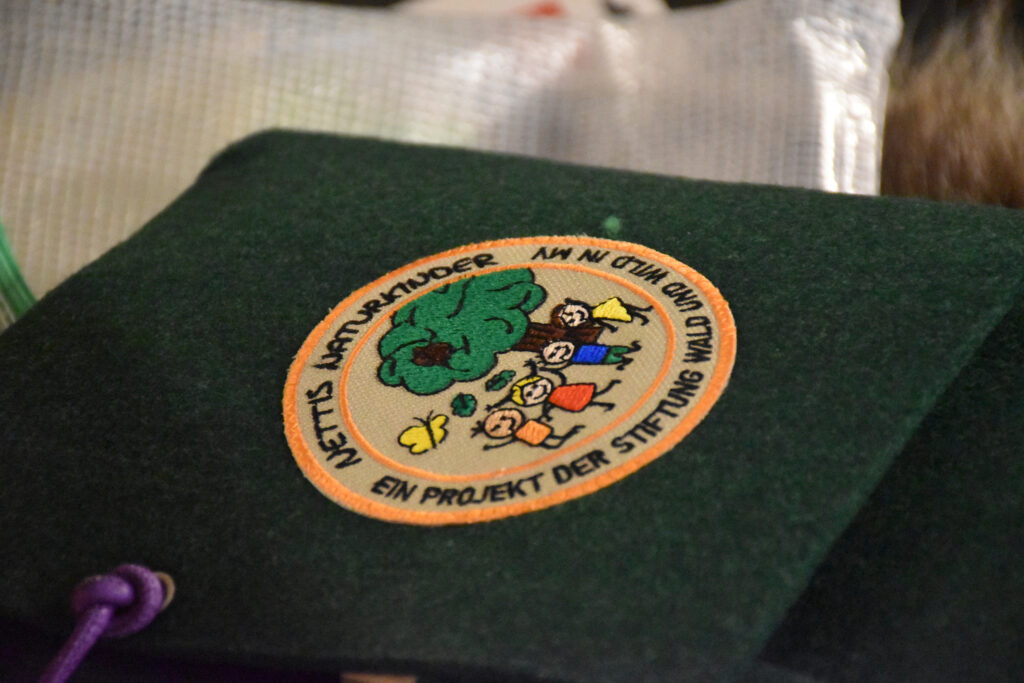 NETTIS NATURKINDER
EIN PROJEKT DER STIFTUNG WALD UND WILD IN MV